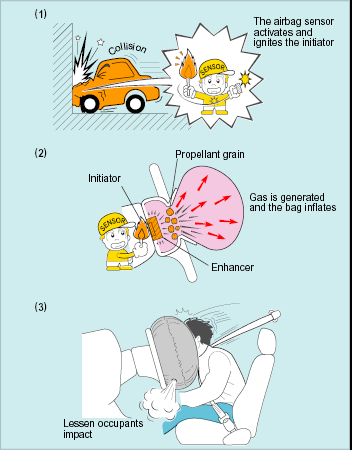 (1)
Collision
SENSOR
The airbag sensor
activates and
ignites the initiator
(2)
Propellant grain
Initiator
SENSOR
Gas is generated
and the bag inflates
Enhancer
(3)
Lessen occupants
impact